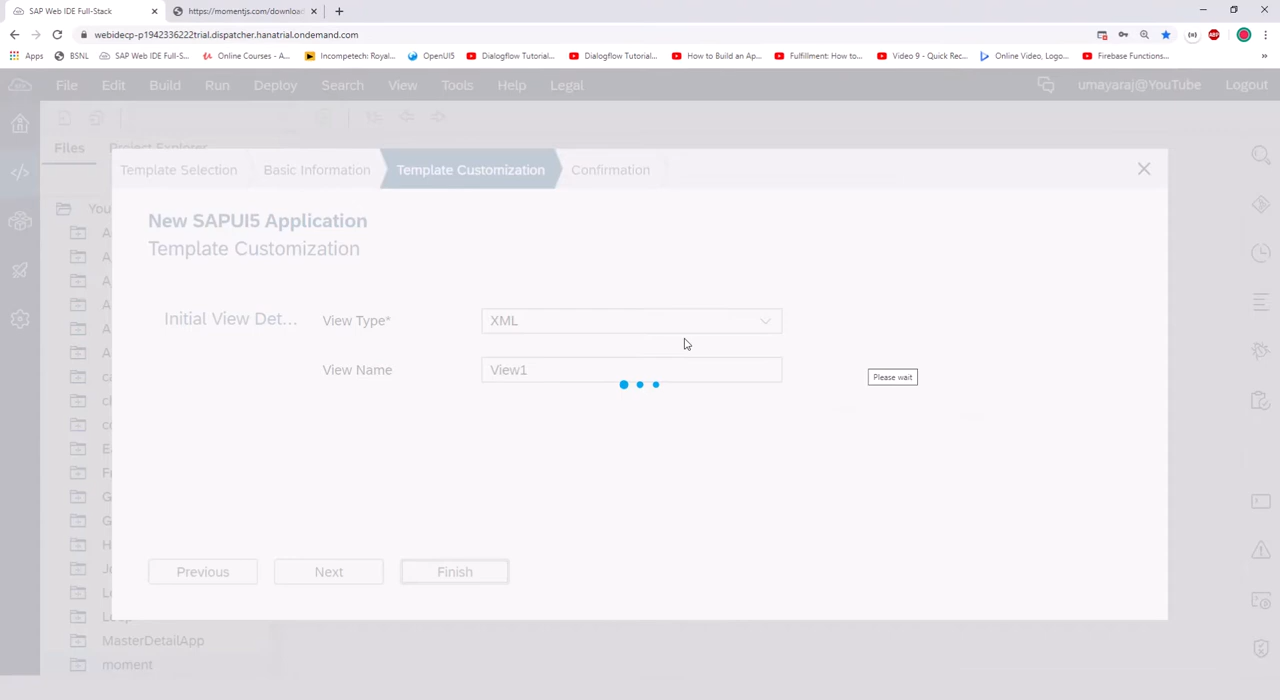 SAP Web IDE Full-Stack
https://momentjs.com/download
webidecp-p1942336222trial.dispatcher.hanatrial.ondemand.com
Apps BSNL SAP Web IDE Full-S... Online Courses - A... Incompetech: Royal... OpenUI5 Dialogflow Tutorial... Dialogflow Tutorial... How to Build an Ap... Fulfillment: How to... Video 9 - Quick Rec... Online Video, Logo... Firebase Functions...
File Edit Build Run Deploy Search View Tools Help Legal umayaraj@YouTube Logout
Files Project Explorer
Template Selection Basic Information Template Customization Confirmation
You
New SAPUI5 Application
Template Customization
Initial View Det... View Type* XML
View Name View1
Please wait
Previous Next Finish
MasterDetailApp
moment